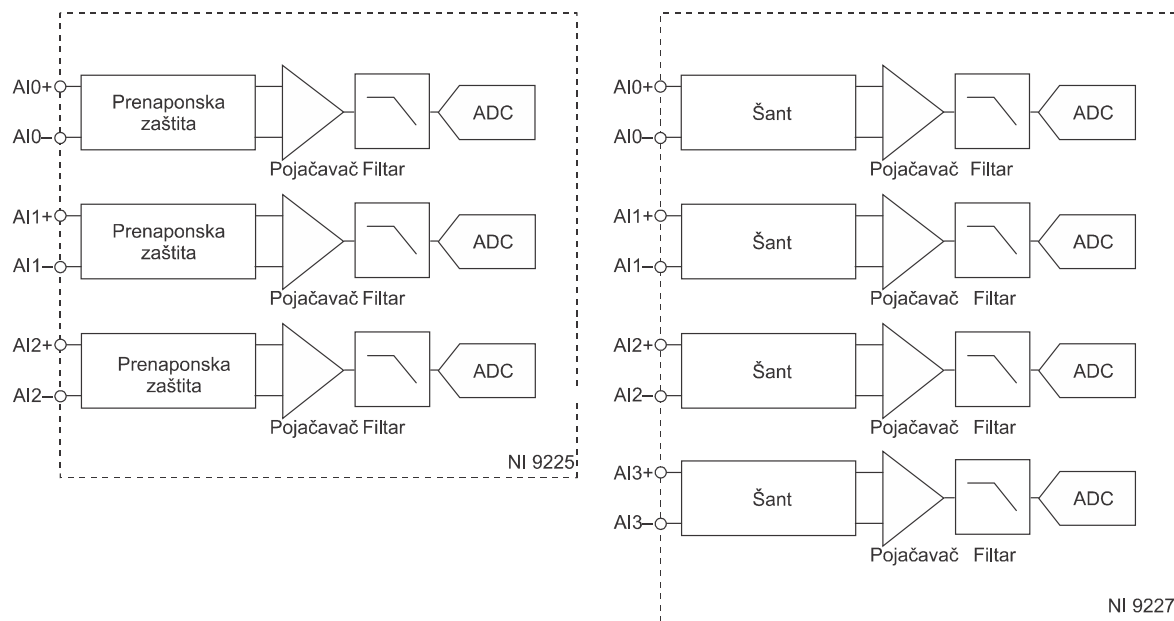 AI0+
Prenaponska
zaštita
AI0–
ADC
Pojačavač Filtar
AI1+
Prenaponska
zaštita
AI1–
ADC
Pojačavač Filtar
AI2+
Prenaponska
zaštita
AI2–
ADC
Pojačavač Filtar
NI 9225
AI0+
Šant
AI0–
ADC
Pojačavač Filtar
AI1+
Šant
AI1–
ADC
Pojačavač Filtar
AI2+
Šant
AI2–
ADC
Pojačavač Filtar
AI3+
Šant
AI3–
ADC
Pojačavač Filtar
NI 9227